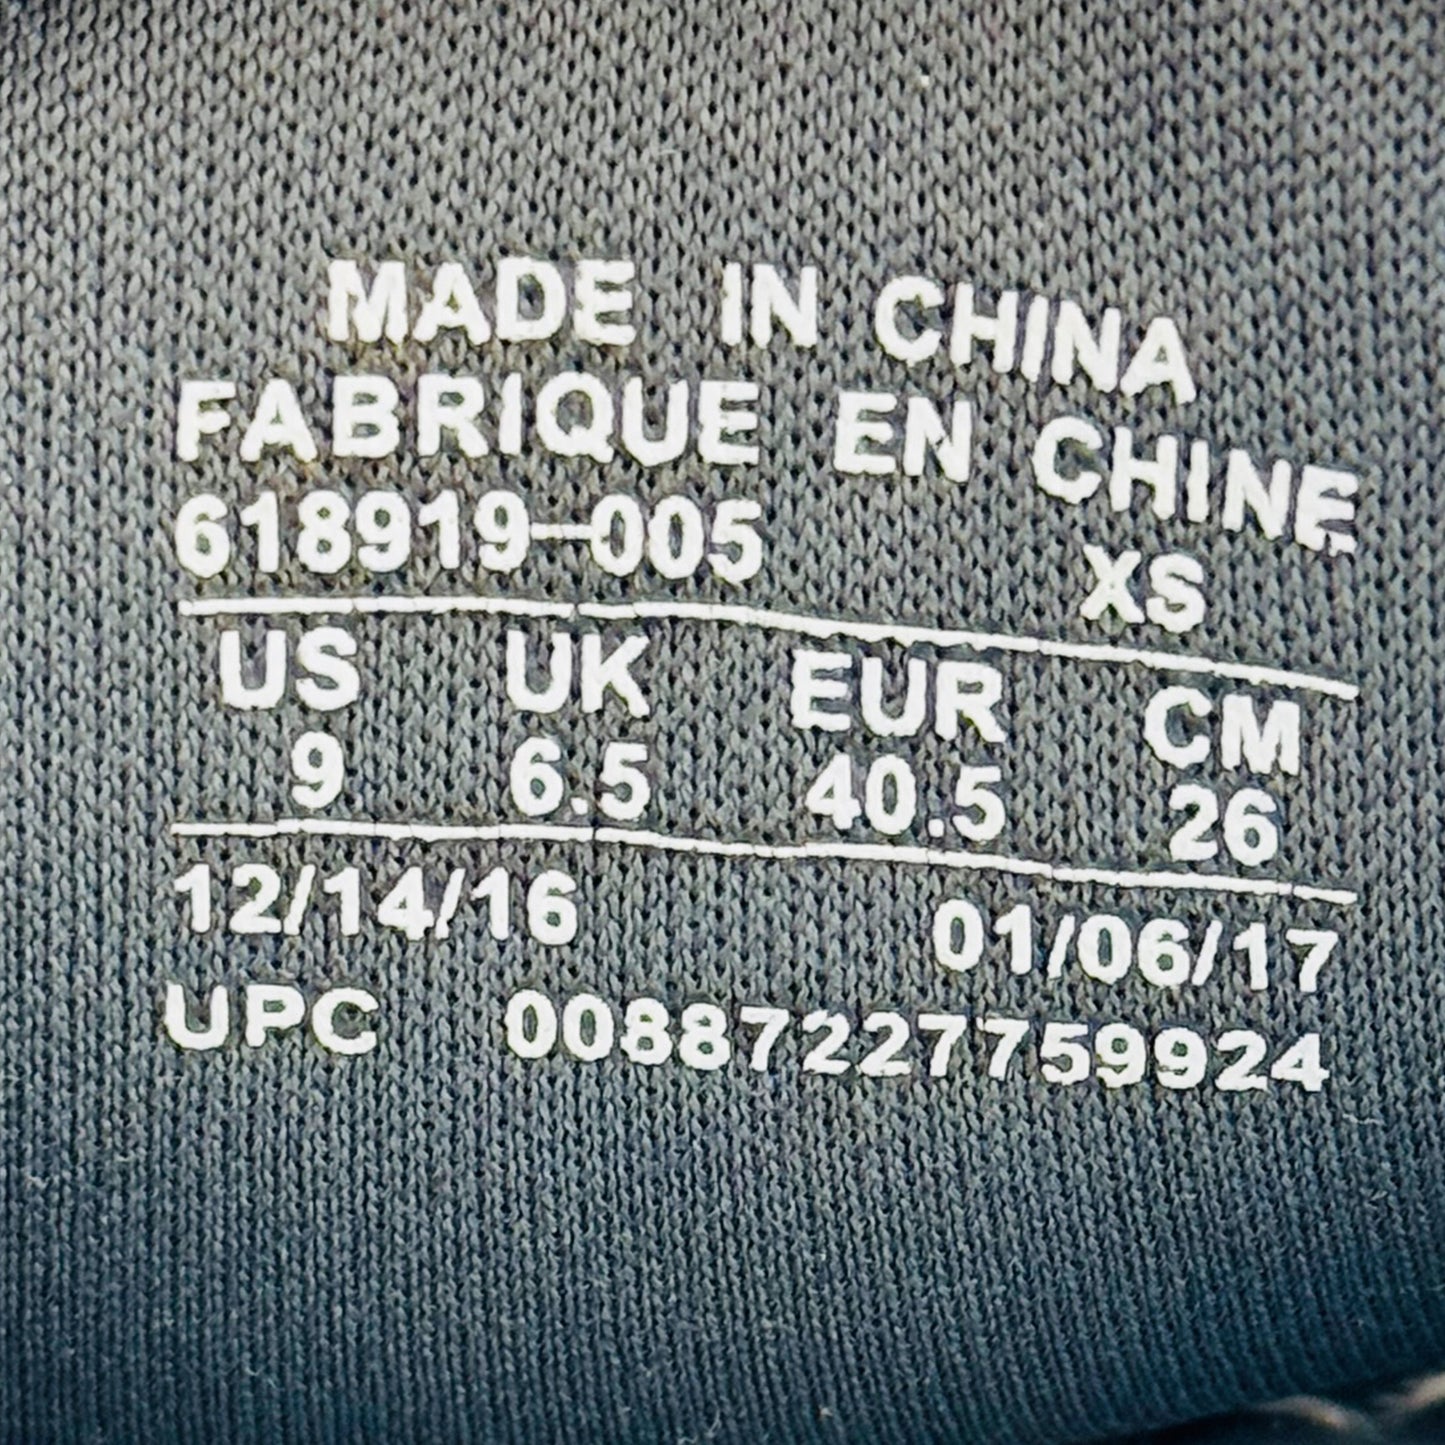 MADE IN CHINA
FABRIQUE EN CHINE
618919-005 XS
US UK EUR CM
9 6.5 40.5 26
12/14/16 01/06/17
UPC 00887227759924